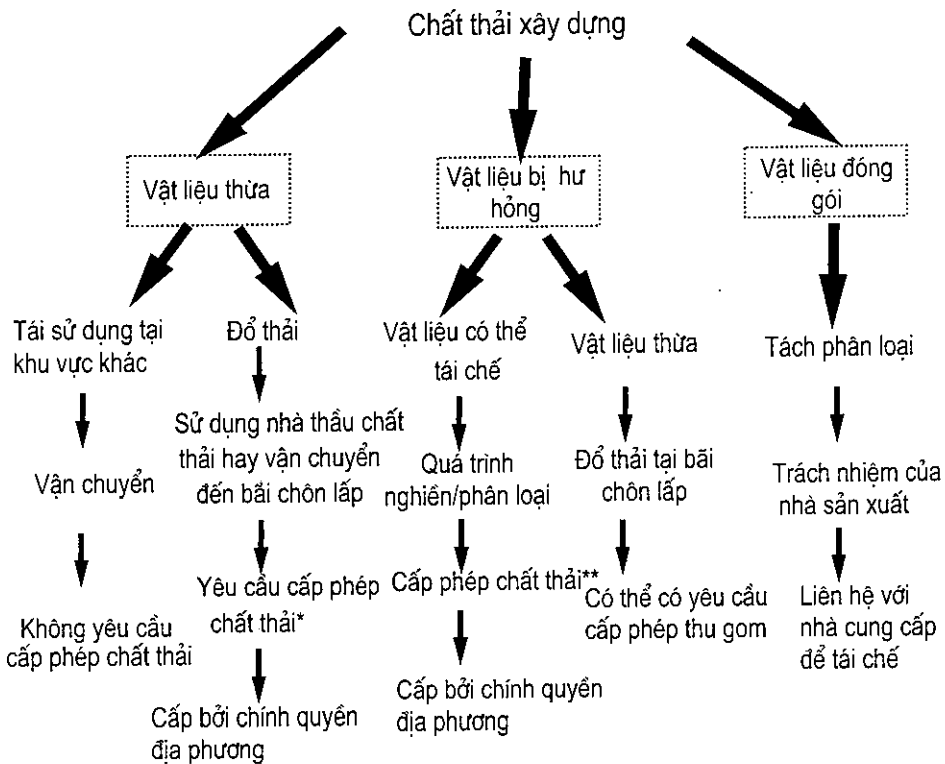 Chất thải xây dựng
Vật liệu thừa
Vật liệu bị hư
hỏng
Vật liệu đóng
gói
Tái sử dụng tại
khu vực khác
Vận chuyển
Không yêu cầu
cấp phép chất thải
Đổ thải
Sử dụng nhà thầu chất
thải hay vận chuyển
đến bãi chôn lấp
Yêu cầu cấp phép
chất thải*
Cấp bởi chính quyền
địa phương
Vật liệu có thể
tái chế
Quá trình
nghiền/phân loại
Cấp phép chất thải**
Cấp bởi chính quyền
địa phương
Vật liệu thừa
Đổ thải tại bãi
chôn lấp
Có thể có yêu cầu
cấp phép thu gom
Tách phân loại
Trách nhiệm của
nhà sản xuất
Liên hệ với
nhà cung cấp
để tái chế